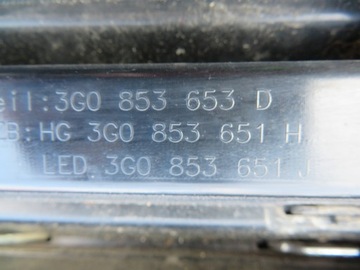 eil:3G0 853 653 D
B:HG 3G0 853 651 H
LED 3G0 853 651